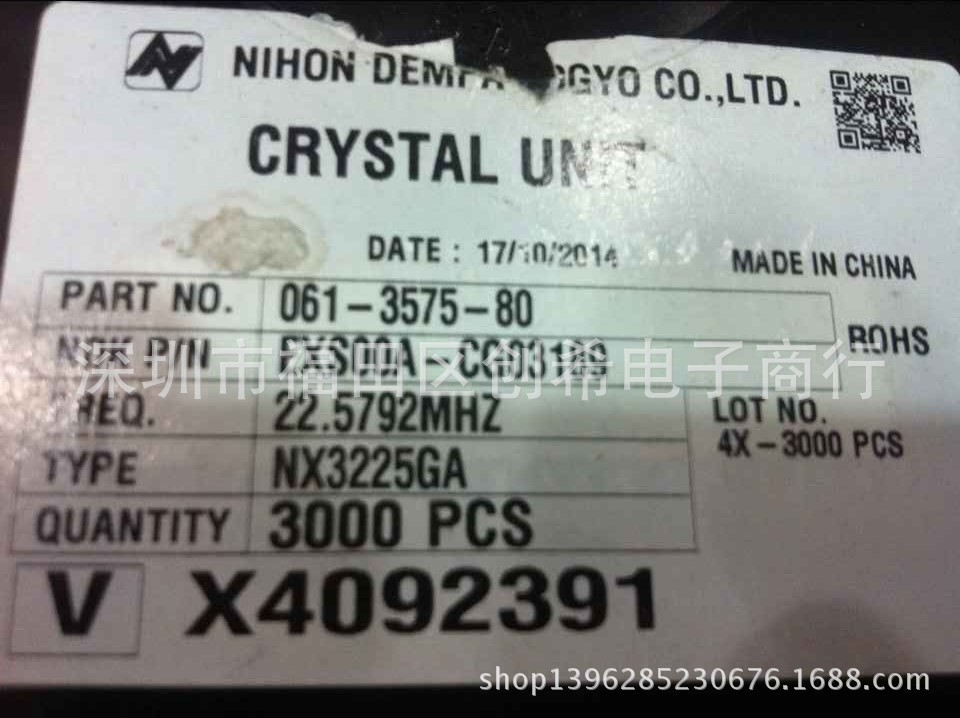 NIHON DEMPA GYO CO.,LTD.
CRYSTAL UNIT
DATE : 17/10/2014
MADE IN CHINA
PART NO. 061-3575-80
ROHS
P/N
深圳市福田区创希电子商行
FREQ. 22.5792MHZ
LOT NO.
4X-3000 PCS
TYPE NX3225GA
QUANTITY 3000 PCS
V X4092391
shop1396285230676.1688.com